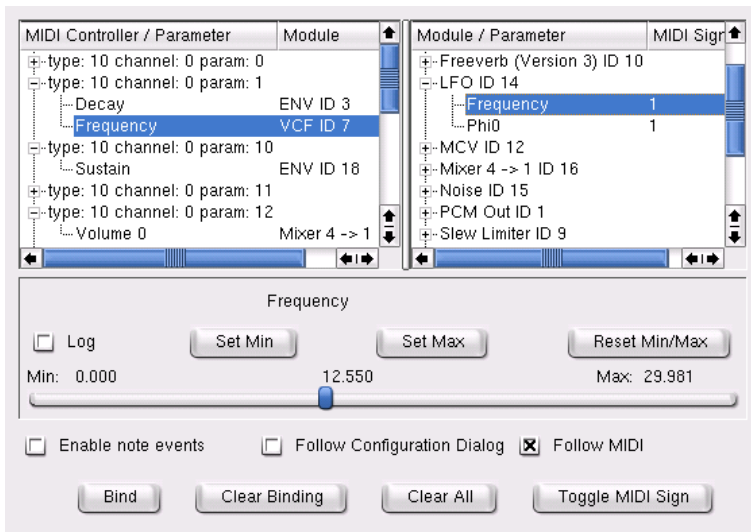 MIDI Controller / Parameter Module
type: 10 channel: 0 param: 0
type: 10 channel: 0 param: 1
Decay ENV ID 3
Frequency VCF ID 7
type: 10 channel: 0 param: 10
Sustain ENV ID 18
type: 10 channel: 0 param: 11
type: 10 channel: 0 param: 12
Volume 0 Mixer 4 -> 1
Module / Parameter MIDI Sigr
Freeverb (Version 3) ID 10
LFO ID 14
Frequency 1
Phi0 1
MCV ID 12
Mixer 4 -> 1 ID 16
Noise ID 15
PCM Out ID 1
Slew Limiter ID 9
Frequency
Log Set Min Set Max Reset Min/Max
Min: 0.000 12.550 Max: 29.981
Enable note events Follow Configuration Dialog Follow MIDI
Bind Clear Binding Clear All Toggle MIDI Sign